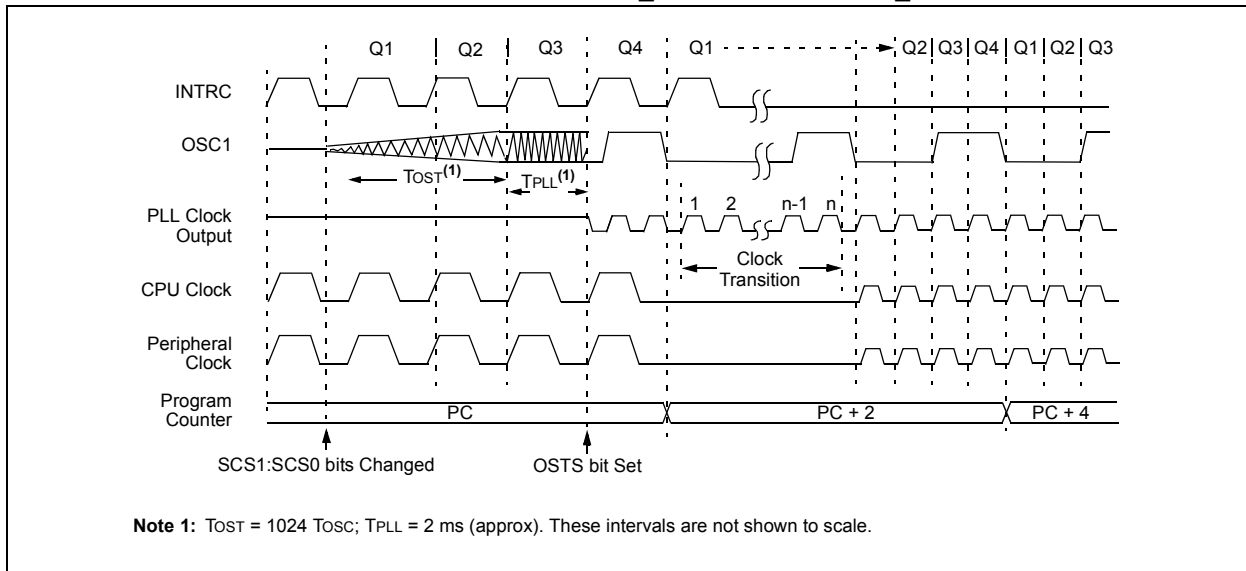 Q1 Q2 Q3 Q4 Q1 Q2 Q3 Q4 Q1 Q2 Q3
INTRC
OSC1
TOST(1) TPLL(1)
PLL Clock
Output
1 2 n-1 n
Clock
Transition
CPU Clock
Peripheral
Clock
Program
Counter
PC PC + 2 PC + 4
SCS1:SCS0 bits Changed OSTS bit Set
Note 1: TOST = 1024 TOSC; TPLL = 2 ms (approx). These intervals are not shown to scale.